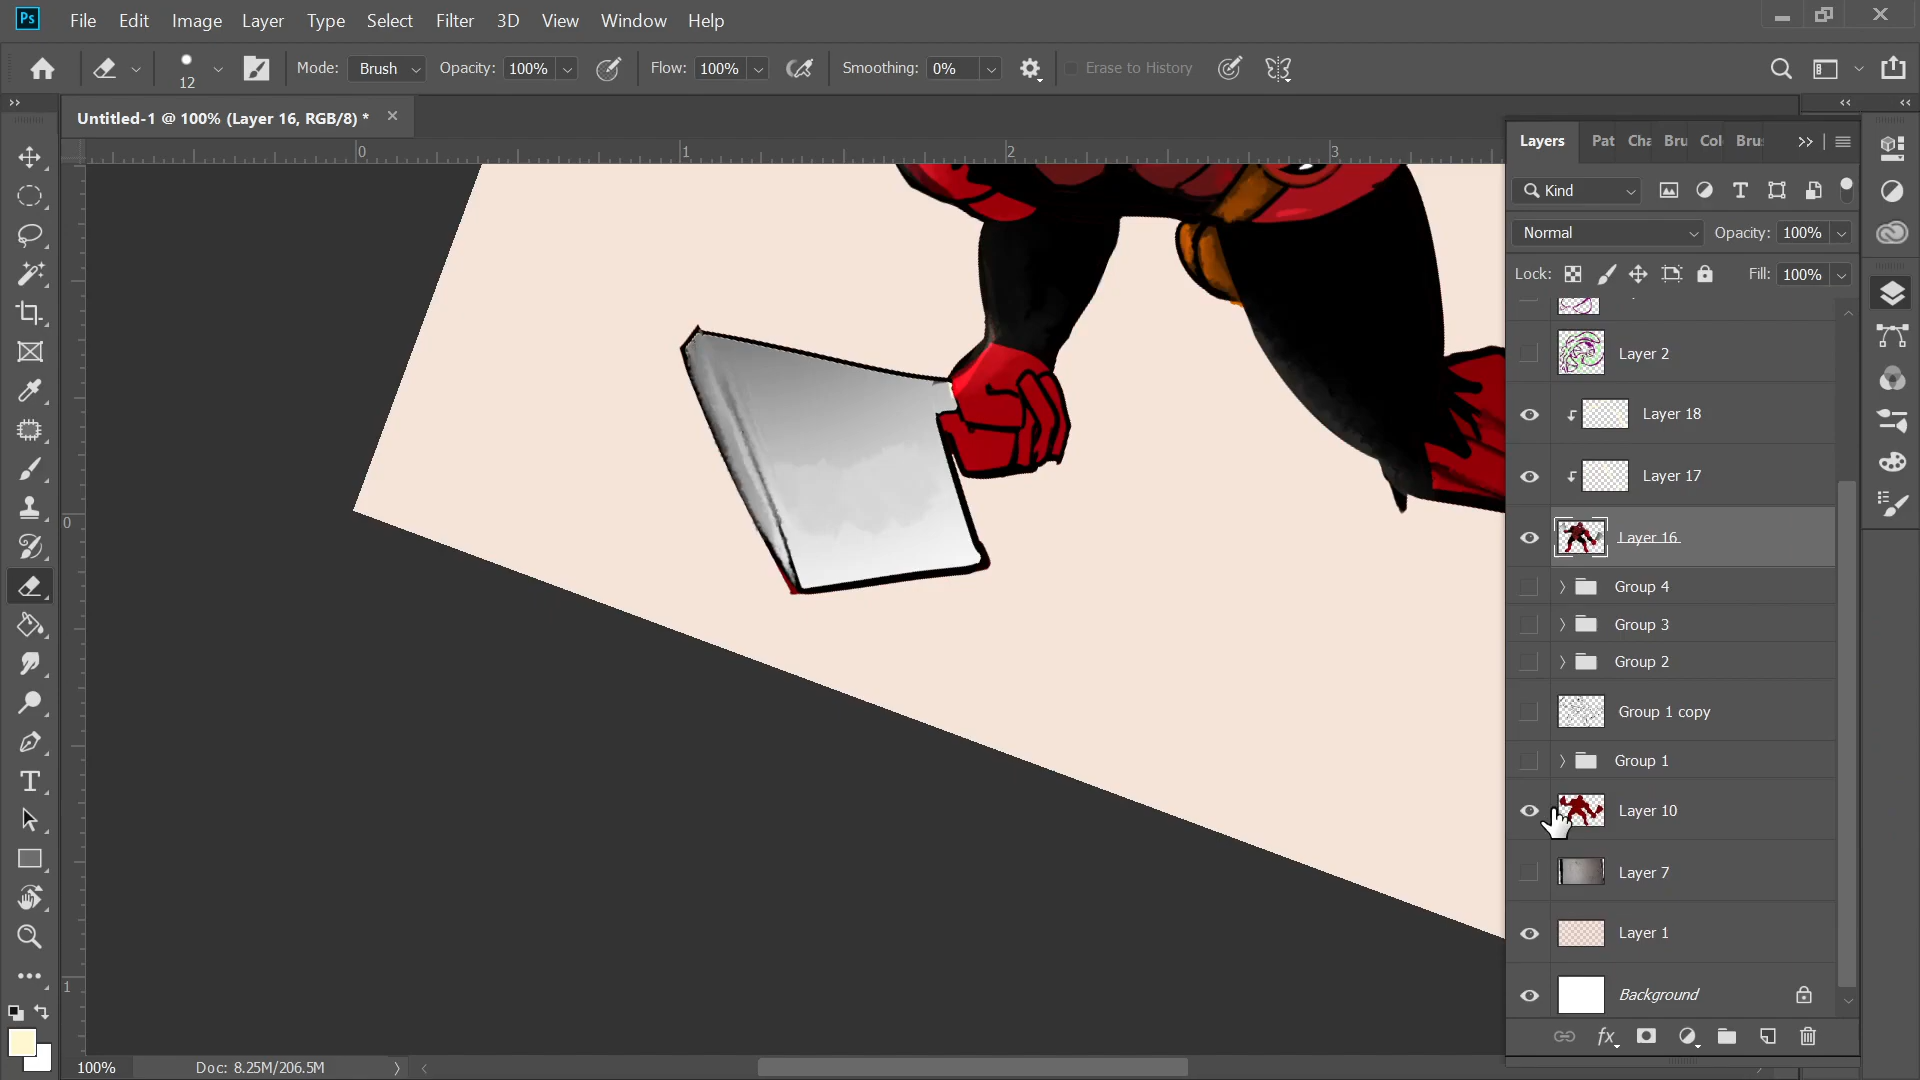 Ps File Edit Image Layer Type Select Filter 3D View Window Help
12 Mode: Brush Opacity: 100% Flow: 100% Smoothing: 0% Erase to History
Untitled-1 @ 100% (Layer 16, RGB/8) *
Layers Pat Cha Bru Col Bru
0 1 2 3
Kind
Normal Opacity: 100%
Lock: Fill: 100%
Layer 2
Layer 18
Layer 17
Layer 16
Group 4
Group 3
Group 2
Group 1 copy
Group 1
Layer 10
Layer 7
Layer 1
Background
0
1
100% Doc: 8.25M/206.5M